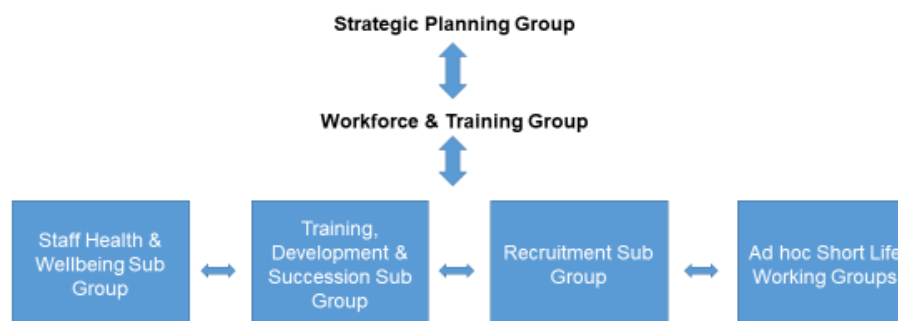 Strategic Planning Group
Workforce & Training Group
Staff Health &
Wellbeing Sub
Group
Training,
Development &
Succession Sub
Group
Recruitment Sub
Group
Ad hoc Short Life
Working Groups